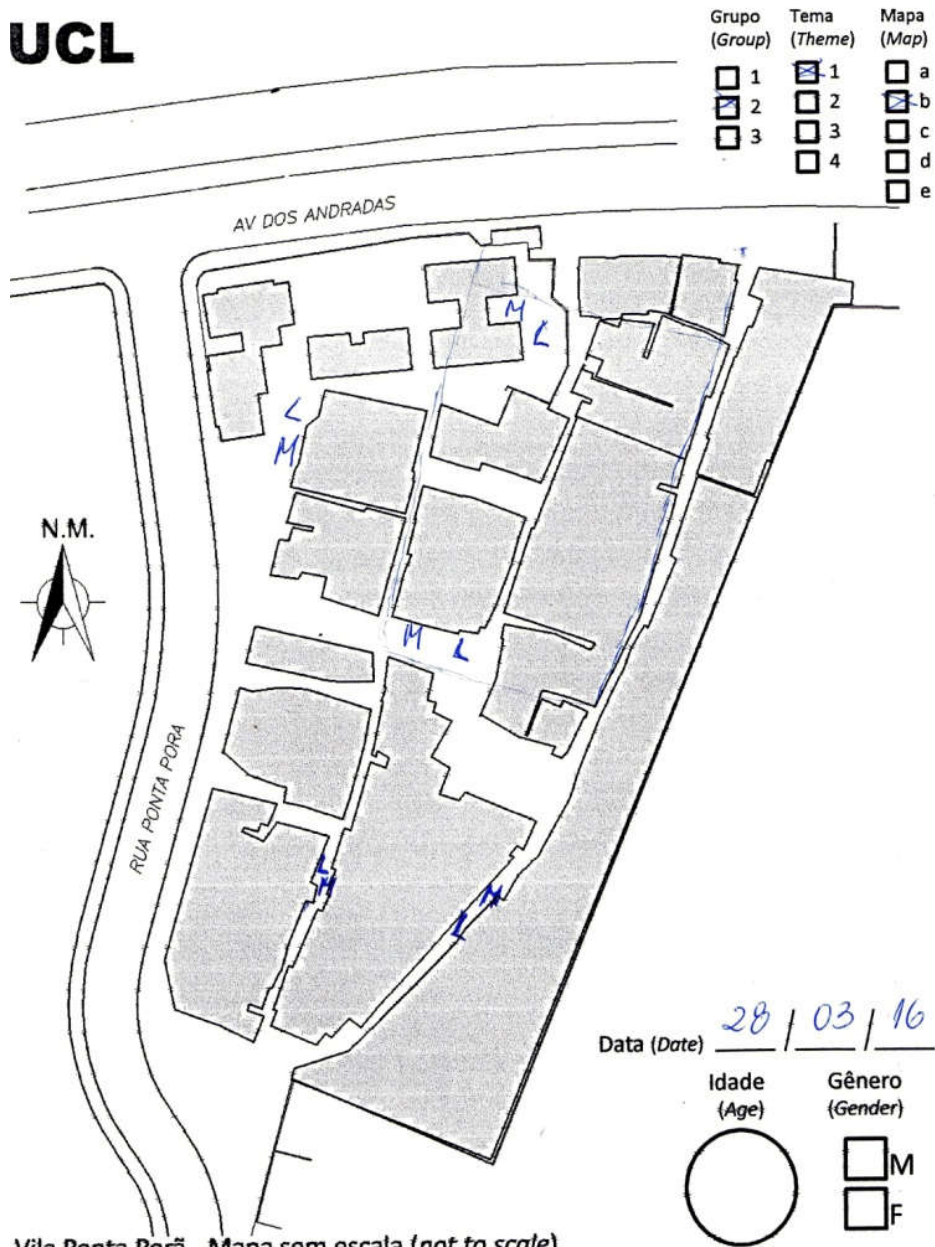 UCL
Grupo Tema Mapa
(Group) (Theme) (Map)
1 1 a
2 2 b
3 3 c
4 d
e
AV DOS ANDRADAS
M
L
L
M
N.M.
M L
RUA PONTA PORA
L
M
M
L
Data (Date) 28 / 03 / 16
Idade Gênero
(Age) (Gender)
M
F
Vila Ponta Porã - Mapa sem escala (not to scale)